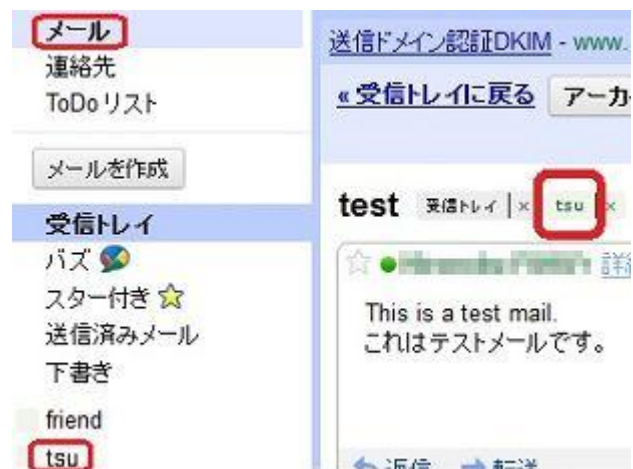 メール
連絡先
ToDo リスト
メールを作成
受信トレイ
バズ
スター付き
送信済みメール
下書き
friend
tsu
送信ドメイン認証DKIM - www.
« 受信トレイに戻る アーカ
test 受信トレイ × tsu ×
詳細
This is a test mail.
これはテストメールです。
返信 転送